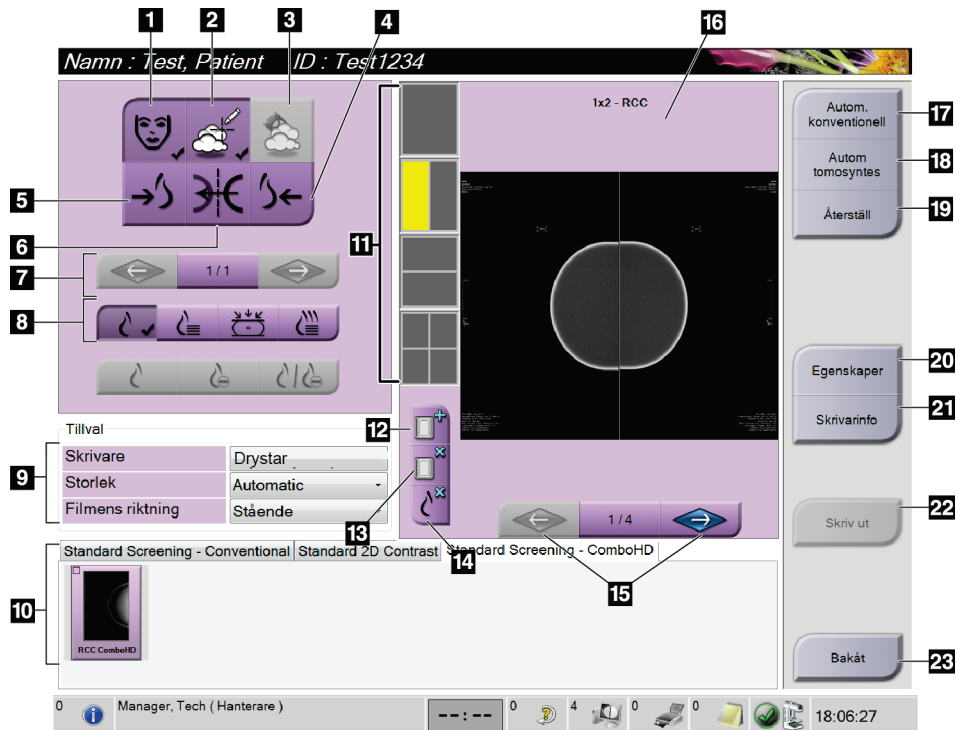 1 2 3 4
Namn : Test, Patient ID : Test1234
16
1x2 - RCC
Autom. konventionell
17
Autom tomosyntes
18
Återställ
19
5
6
11
7
1/1
8
Egenskaper
20
Skrivarinfo
21
Tillval
12
9
Skrivare Drystar
Storlek Automatic
Filmens riktning Stående
13
14
1/4
15
Skriv ut
22
Standard Screening - Conventional Standard 2D Contrast Standard Screening - ComboHD
10
RCC ComboHD
Bakåt
23
0 Manager, Tech ( Hanterare ) --:-- 0 4 0 0 18:06:27